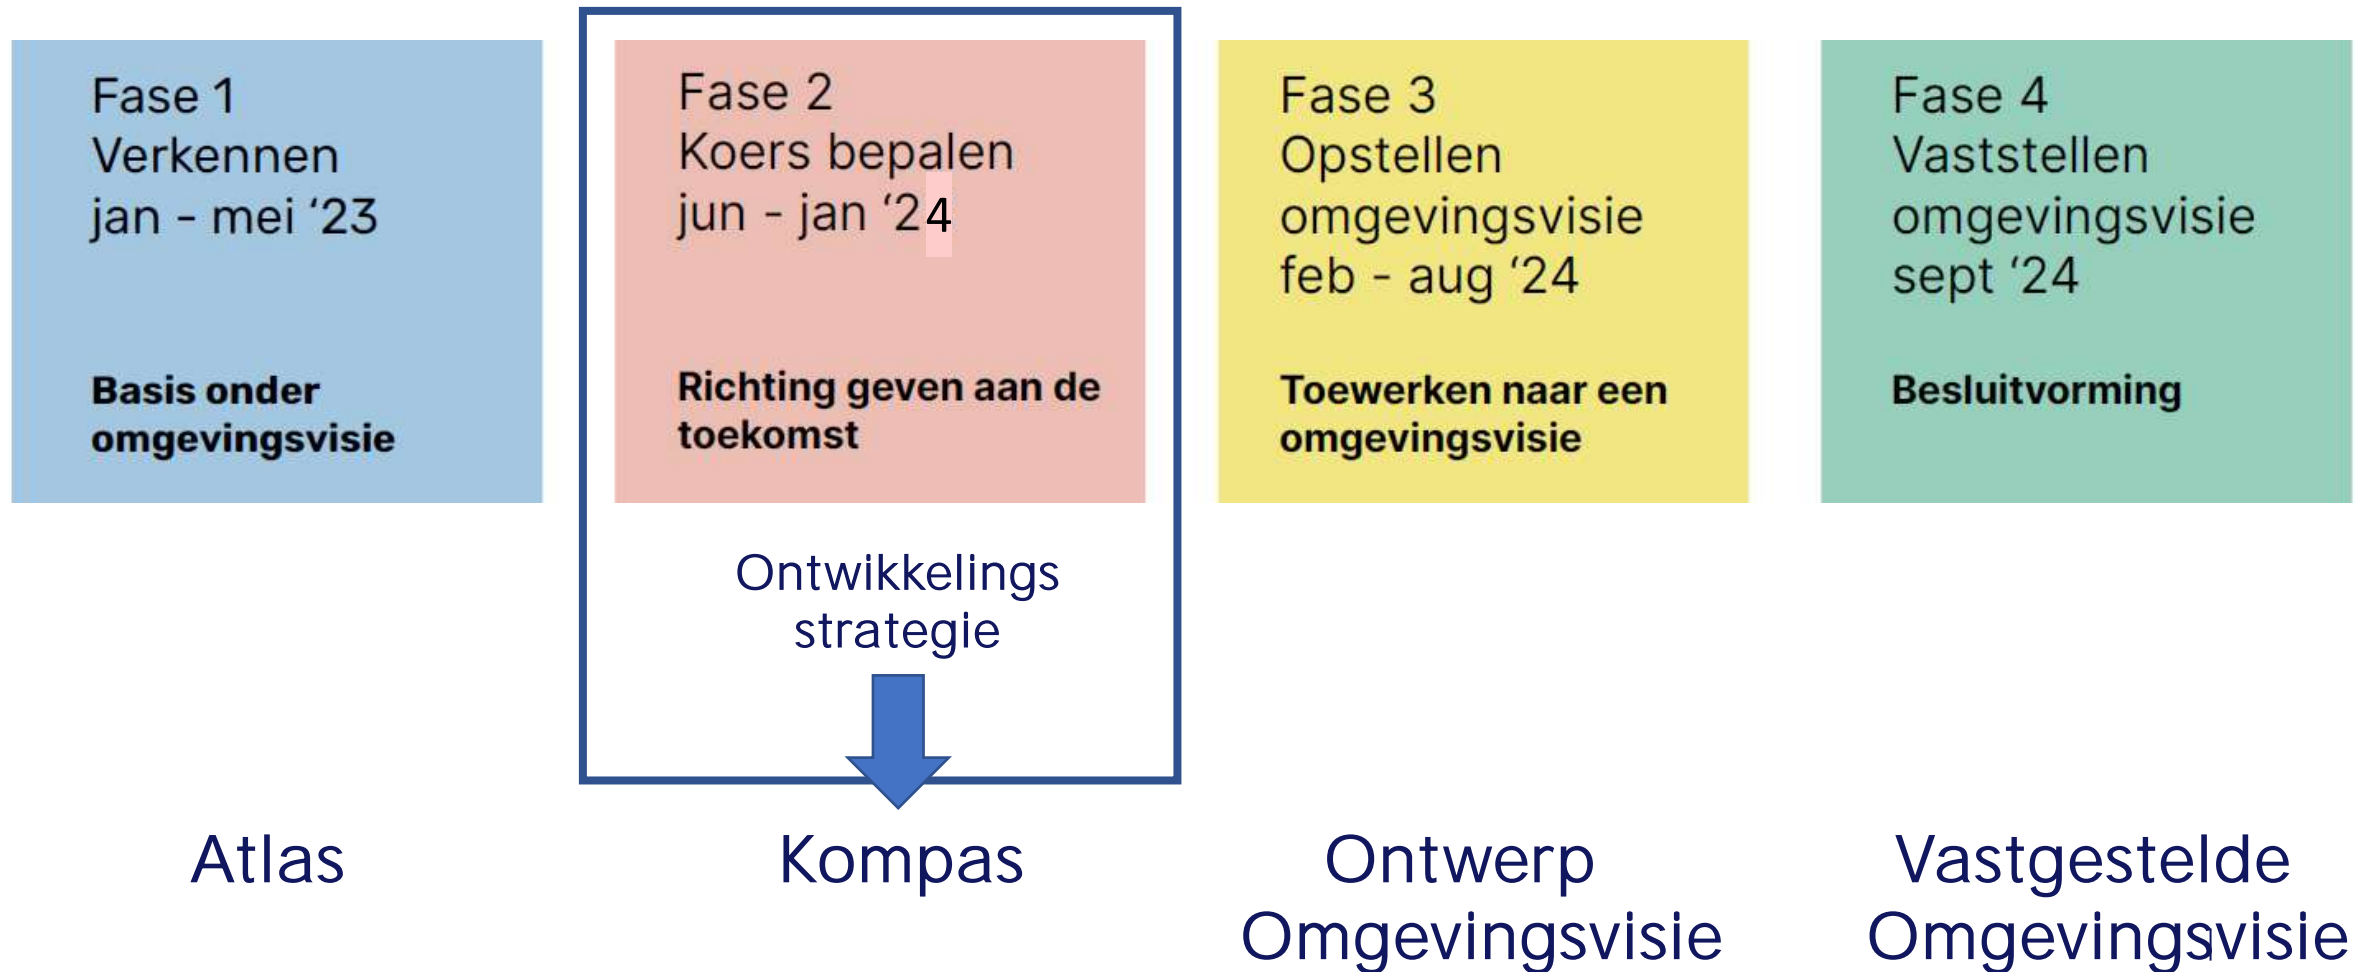 Fase 1
Verkennen
jan - mei ‘23
Basis onder
omgevingsvisie
Fase 2
Koers bepalen
jun - jan ‘24
Richting geven aan de
toekomst
Fase 3
Opstellen
omgevingsvisie
feb - aug ‘24
Toewerken naar een
omgevingsvisie
Fase 4
Vaststellen
omgevingsvisie
sept ‘24
Besluitvorming
Ontwikkelings
strategie
Atlas
Kompas
Ontwerp
Omgevingsvisie
Vastgestelde
Omgevingsvisie